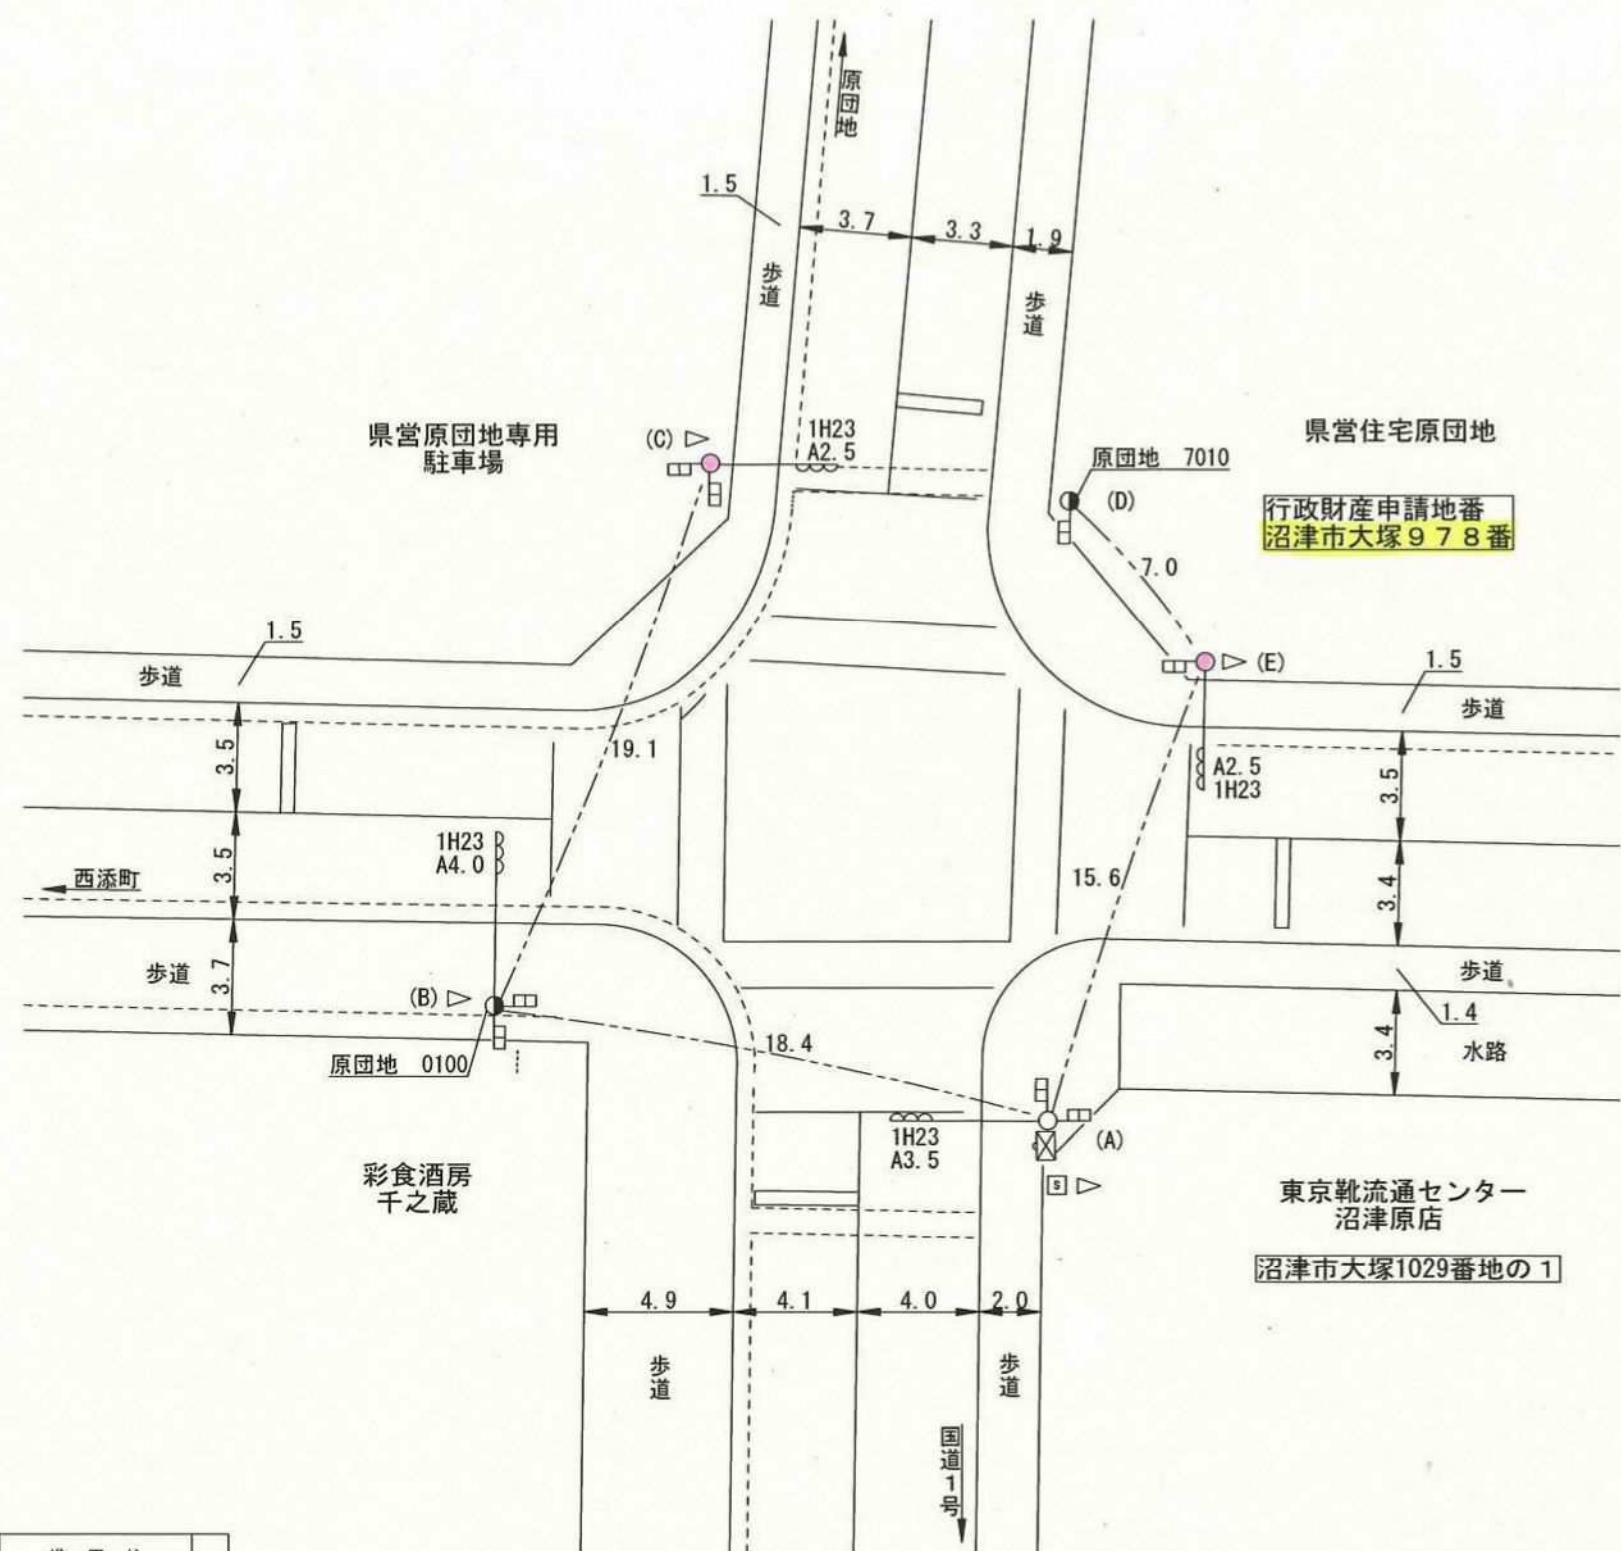 原団地
1.5
3.7
3.3
1.9
歩道
歩道
県営原団地専用
駐車場
(C)
1H23
A2.5
原団地 7010
(D)
県営住宅原団地
行政財産申請地番
沼津市大塚978番
7.0
1.5
歩道
(E)
1.5
歩道
3.5
19.1
A2.5
1H23
3.5
1H23
A4.0
3.5
西添町
15.6
3.4
歩道
3.7
(B)
歩道
1.4
原団地 0100
18.4
3.4
水路
1H23
A3.5
(A)
S
彩食酒房
千之蔵
東京靴流通センター
沼津原店
沼津市大塚1029番地の1
4.9
4.1
4.0
2.0
歩道
歩道
国道1号